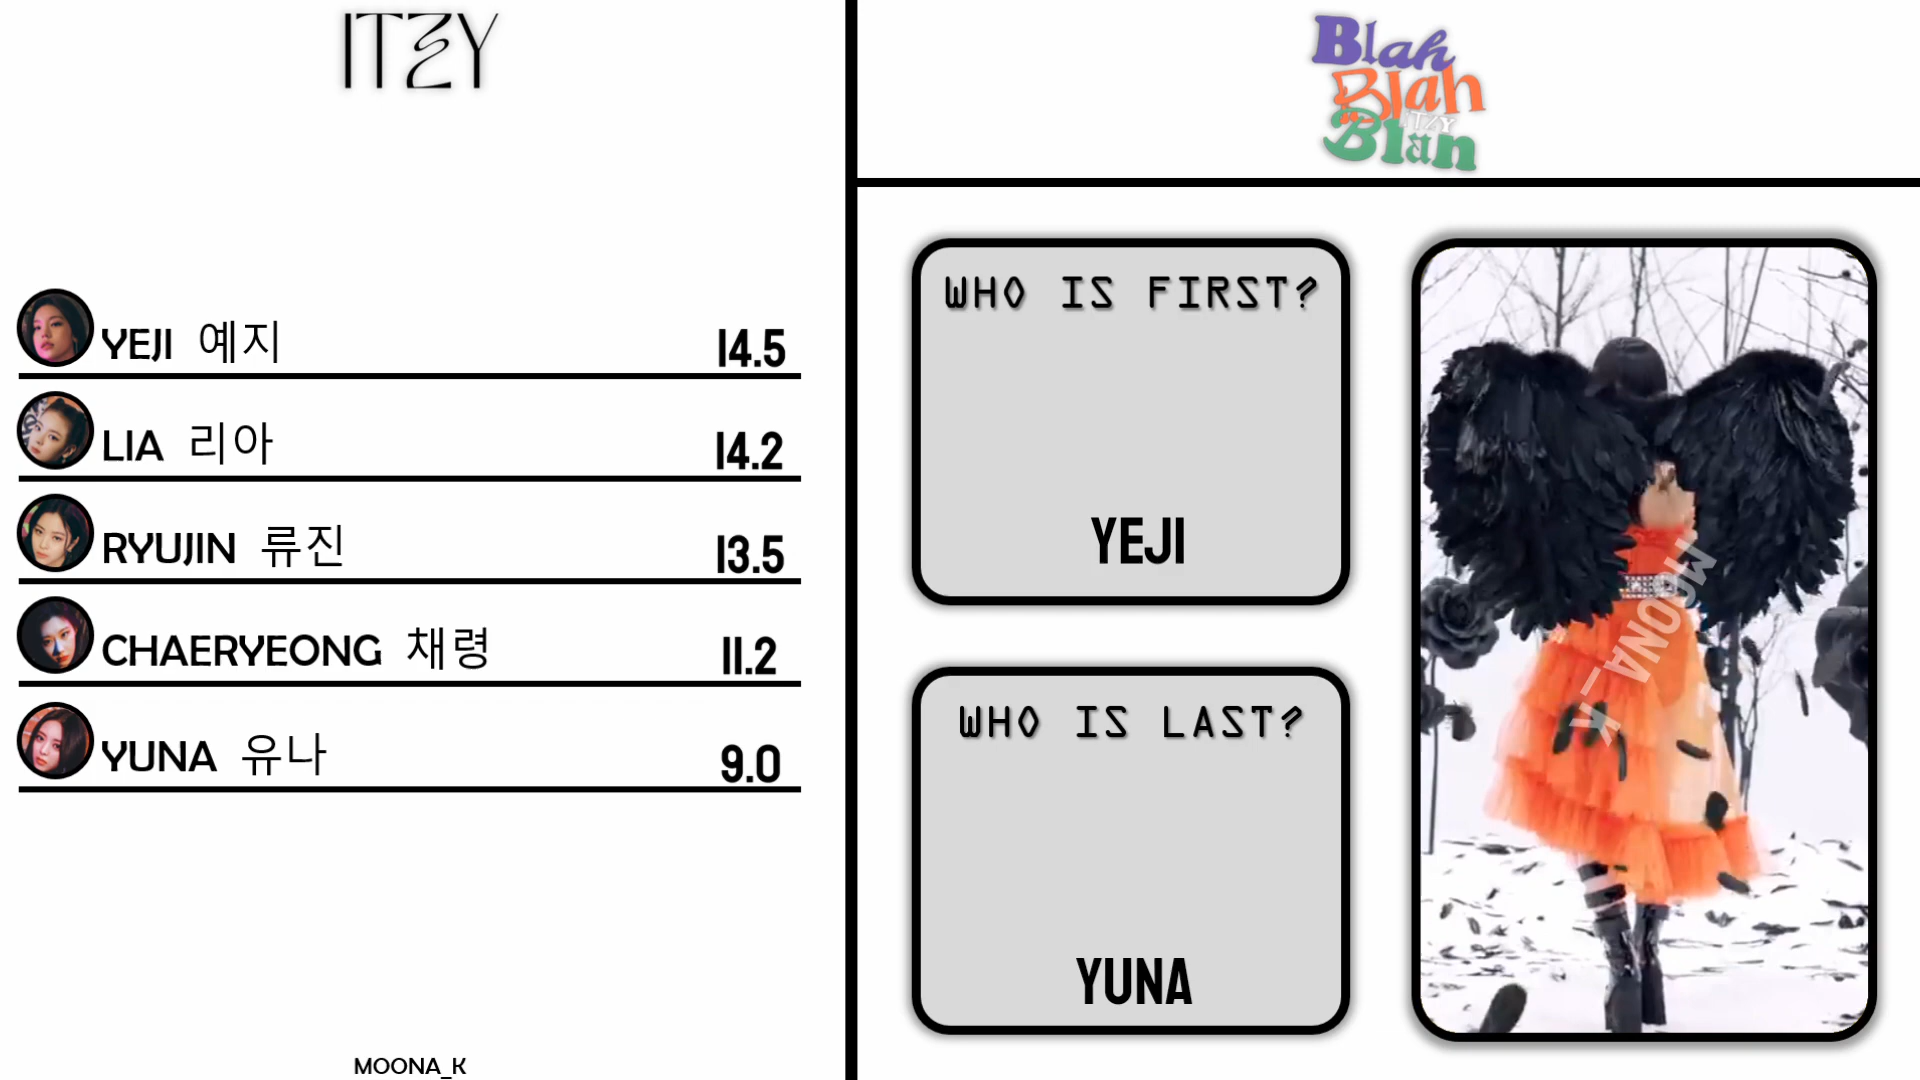 ITZY
YEJI 예지 14.5
LIA 리아 14.2
RYUJIN 류진 13.5
CHAERYEONG 채령 11.2
YUNA 유나 9.0
MOONA_K
Blah
Blah
ITZY
Blah
WHO IS FIRST?
YEJI
WHO IS LAST?
YUNA
MOONA_K